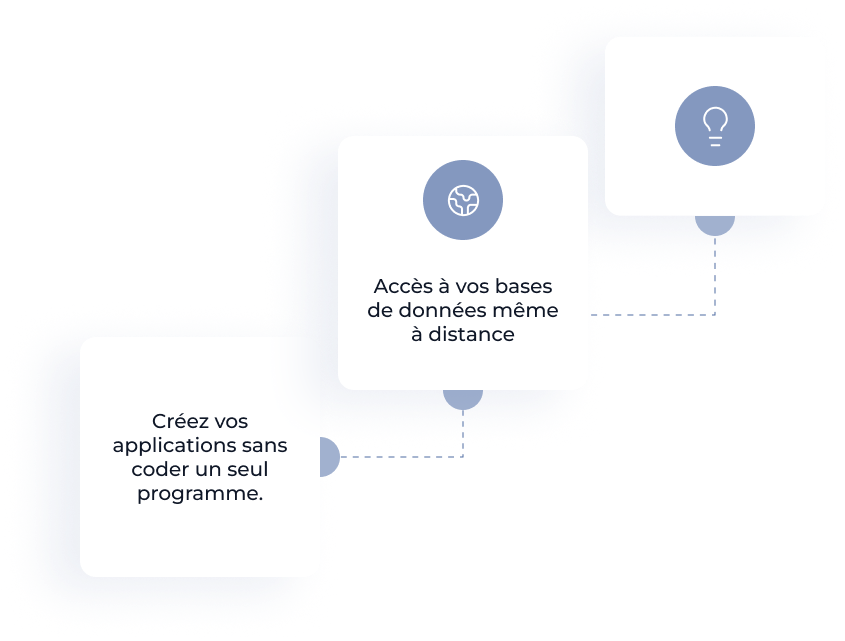 Accès à vos bases
de données même
à distance
Créez vos
applications sans
coder un seul
programme.